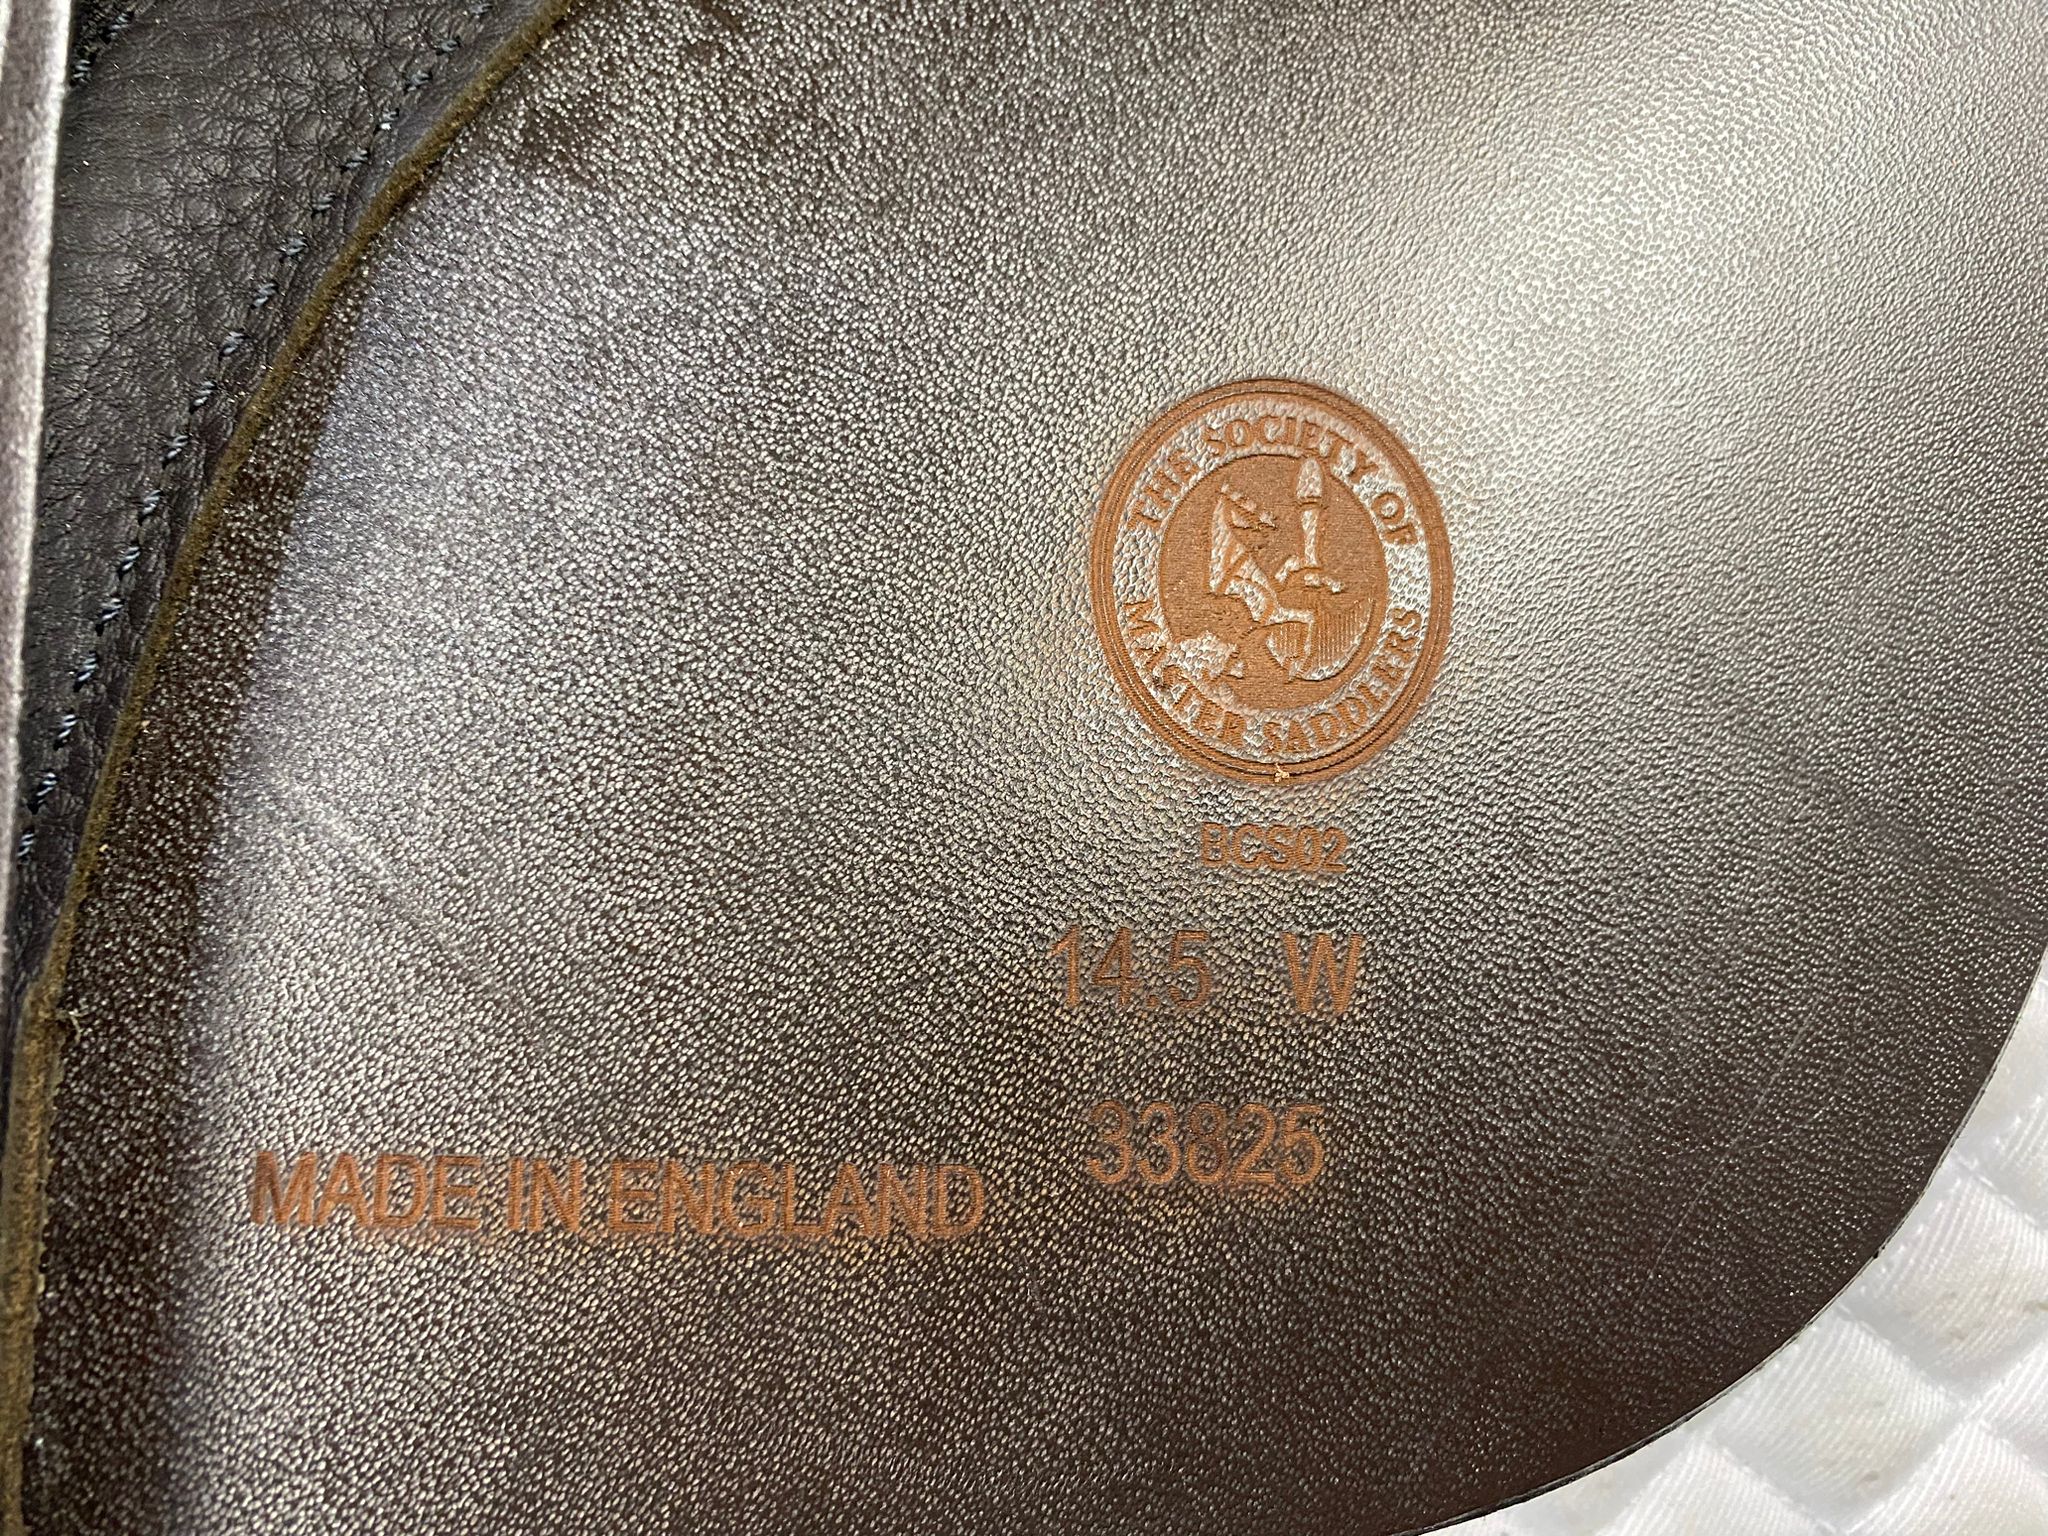 THE SOCIETY OF
MASTER SADDLERS
BCS02
14.5 W
33825
MADE IN ENGLAND